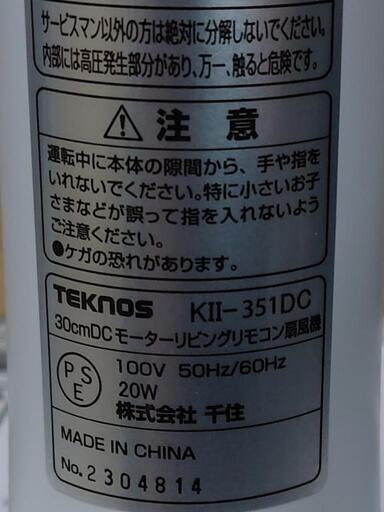 サービスマン以外の方は絶対に分解しないでください。
内部には高圧発生部分があり、万一、触ると危険です。
注意
運転中に本体の隙間から、手や指を
いれないでください。特に小さいお子
さまなどが誤って指を入れないよう
ご注意ください。
●ケガの恐れがあります。
TEKNOS KII-351DC
30cmDCモーターリビングリモコン扇風機
PSE
100V 50Hz/60Hz
20W
株式会社 千住
MADE IN CHINA
No.2304814